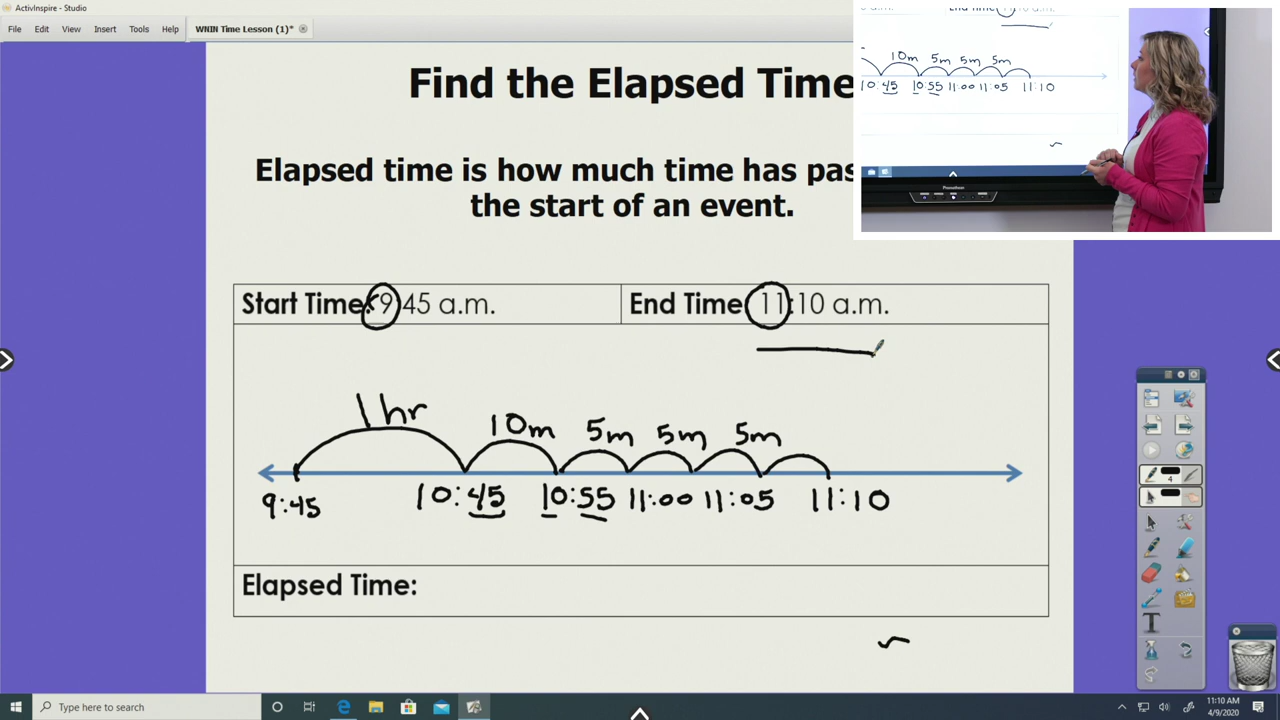 ActivInspire - Studio
File Edit View Insert Tools Help WNIN Time Lesson (1)*
Find the Elapsed Time
Elapsed time is how much time has pas
the start of an event.
Start Time: 9:45 a.m. End Time 11:10 a.m.
1 hr 10m 5m 5m 5m
9:45 10:45 10:55 11:00 11:05 11:10
Elapsed Time:
10m 5m 5m 5m
10:45 10:55 11:00 11:05 11:10
Promethean
4
T
Type here to search
11:10 AM
4/9/2020